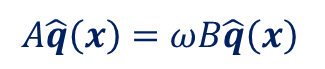 Aq̂(x) = ωBq̂(x)